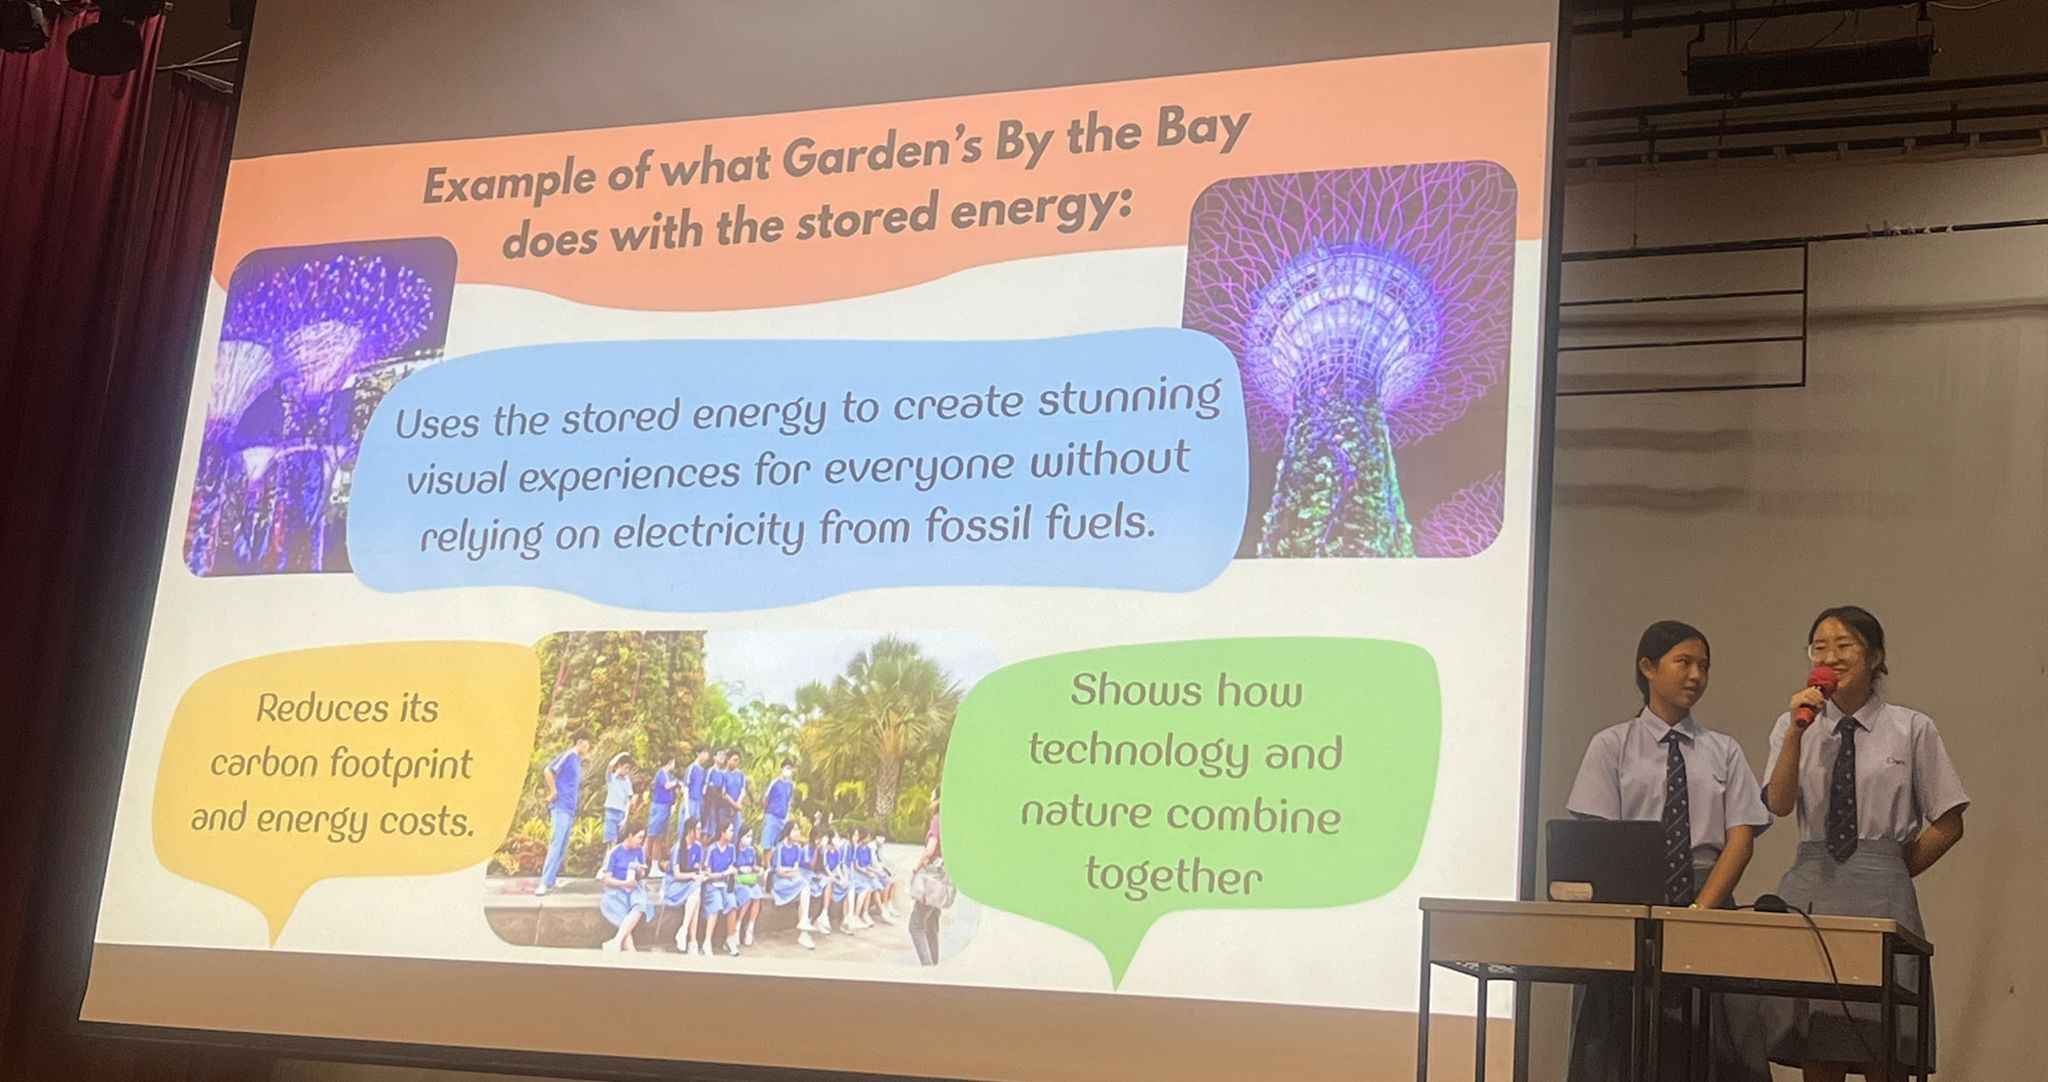 Example of what Garden's By the Bay
does with the stored energy:
Uses the stored energy to create stunning
visual experiences for everyone without
relying on electricity from fossil fuels.
Reduces its
carbon footprint
and energy costs.
Shows how
technology and
nature combine
together